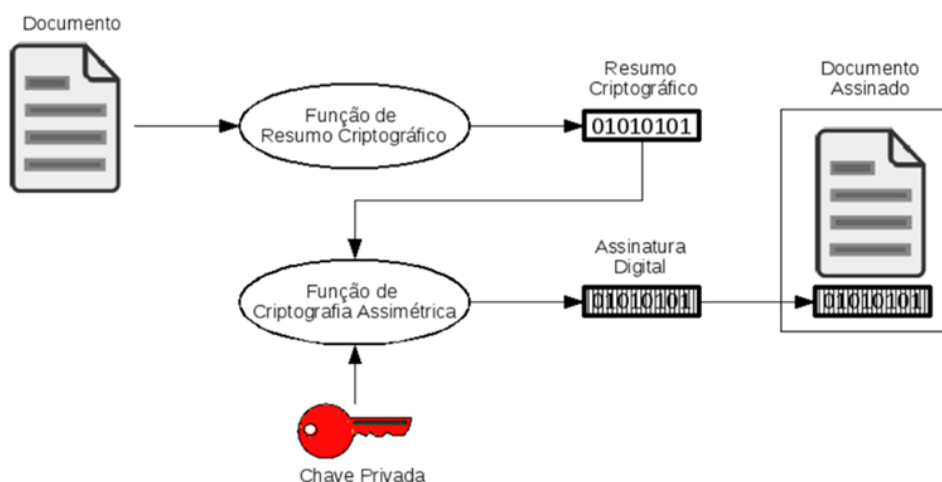 Documento
Função de
Resumo Criptográfico
Resumo
Criptográfico
01010101
Documento
Assinado
Função de
Criptografia Assimétrica
Assinatura
Digital
01010101
01010101
Chave Privada